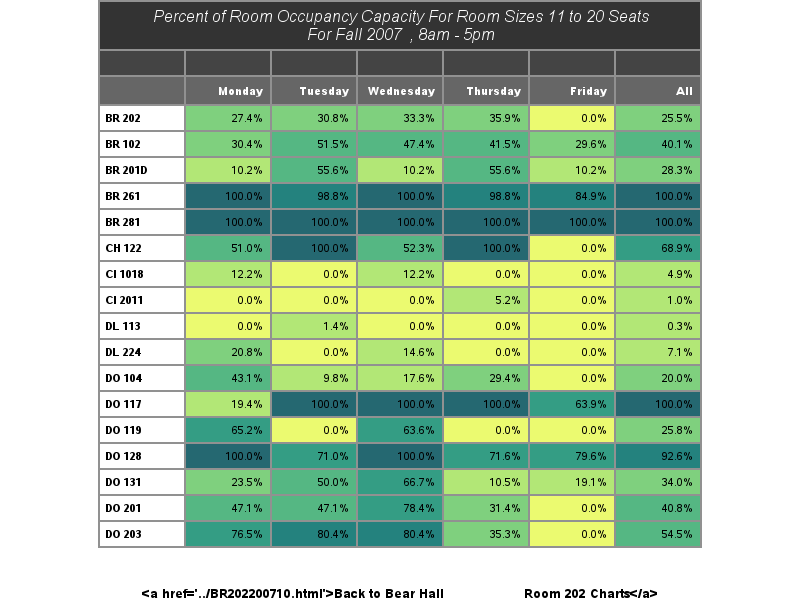 Percent of Room Occupancy Capacity For Room Sizes 11 to 20 Seats
For Fall 2007 , 8am - 5pm
Monday Tuesday Wednesday Thursday Friday All
BR 202 27.4% 30.8% 33.3% 35.9% 0.0% 25.5%
BR 102 30.4% 51.5% 47.4% 41.5% 29.6% 40.1%
BR 201D 10.2% 55.6% 10.2% 55.6% 10.2% 28.3%
BR 261 100.0% 98.8% 100.0% 98.8% 84.9% 100.0%
BR 281 100.0% 100.0% 100.0% 100.0% 100.0% 100.0%
CH 122 51.0% 100.0% 52.3% 100.0% 0.0% 68.9%
CI 1018 12.2% 0.0% 12.2% 0.0% 0.0% 4.9%
CI 2011 0.0% 0.0% 0.0% 5.2% 0.0% 1.0%
DL 113 0.0% 1.4% 0.0% 0.0% 0.0% 0.3%
DL 224 20.8% 0.0% 14.6% 0.0% 0.0% 7.1%
DO 104 43.1% 9.8% 17.6% 29.4% 0.0% 20.0%
DO 117 19.4% 100.0% 100.0% 100.0% 63.9% 100.0%
DO 119 65.2% 0.0% 63.6% 0.0% 0.0% 25.8%
DO 128 100.0% 71.0% 100.0% 71.6% 79.6% 92.6%
DO 131 23.5% 50.0% 66.7% 10.5% 19.1% 34.0%
DO 201 47.1% 47.1% 78.4% 31.4% 0.0% 40.8%
DO 203 76.5% 80.4% 80.4% 35.3% 0.0% 54.5%
<a href='../BR202200710.html'>Back to Bear Hall Room 202 Charts</a>